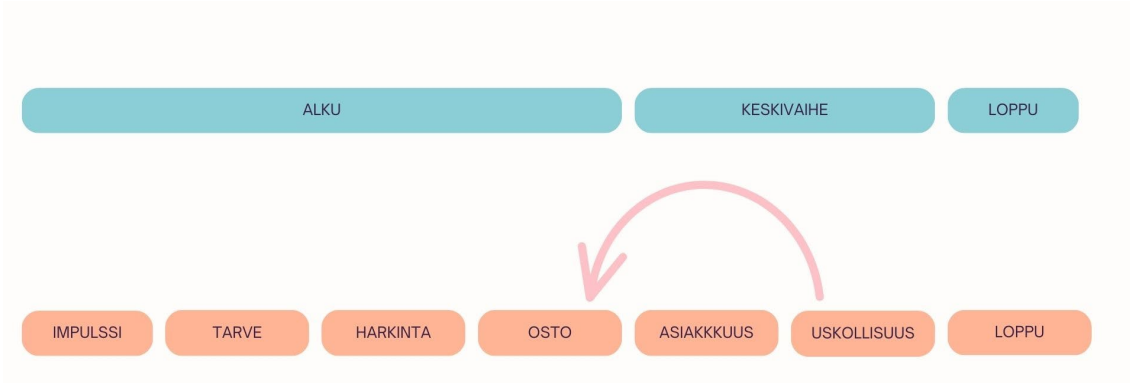 ALKU
KESKIVAIHE
LOPPU
IMPULSSI
TARVE
HARKINTA
OSTO
ASIAKKKUUS
USKOLLISUUS
LOPPU